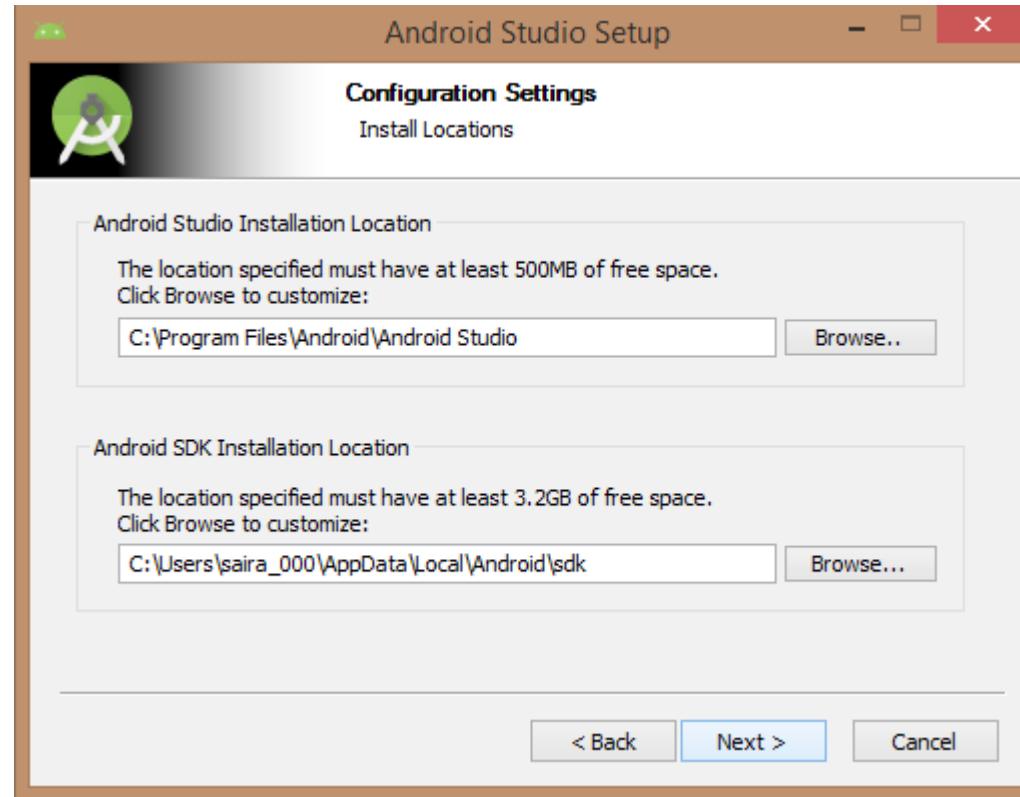 Android Studio Setup
Configuration Settings
Install Locations
Android Studio Installation Location
The location specified must have at least 500MB of free space.
Click Browse to customize:
C:\Program Files\Android\Android Studio
Browse..
Android SDK Installation Location
The location specified must have at least 3.2GB of free space.
Click Browse to customize:
C:\Users\saira_000\AppData\Local\Android\sdk
Browse...
< Back Next > Cancel